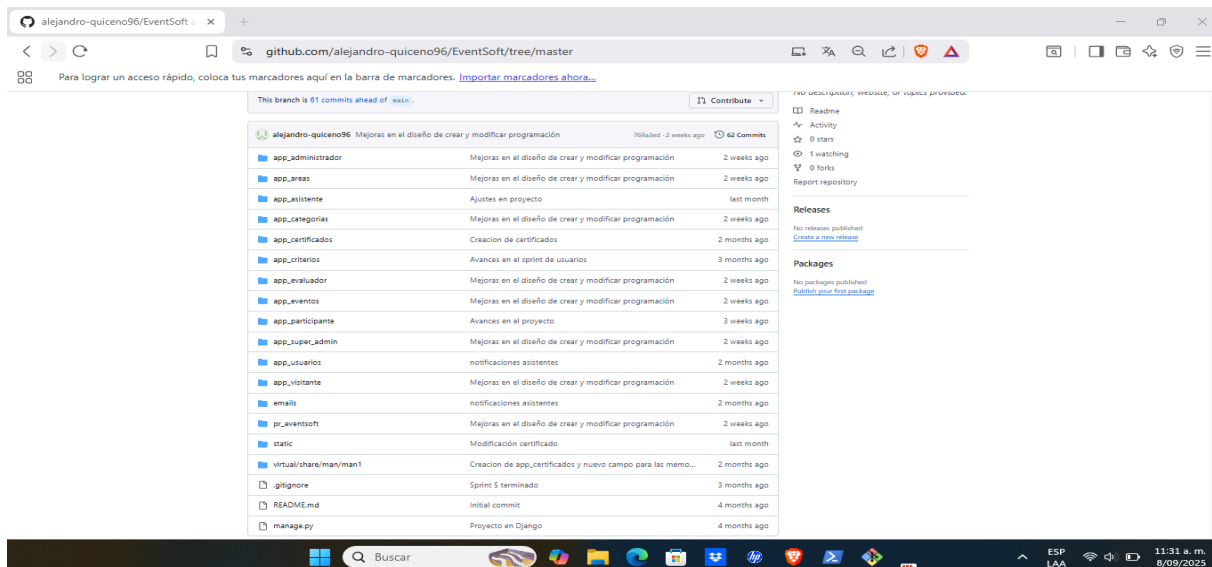 alejandro-quiceno96/EventSoft a
github.com/alejandro-quiceno96/EventSoft/tree/master
Para lograr un acceso rápido, coloca tus marcadores aquí en la barra de marcadores. Importar marcadores ahora...
This branch is 61 commits ahead of main.
Contribute
No description, website, or topics provided.
Readme
Activity
0 stars
1 watching
0 forks
Report repository
Releases
No releases published
Create a new release
Packages
No packages published
Publish your first package
alejandro-quiceno96 Mejoras en el diseño de crear y modificar programación 2 weeks ago 62 Commits
app_administrador Mejoras en el diseño de crear y modificar programación 2 weeks ago
app_areas Mejoras en el diseño de crear y modificar programación 2 weeks ago
app_asistente Ajustes en proyecto last month
app_categorias Mejoras en el diseño de crear y modificar programación 2 weeks ago
app_certificados Creacion de certificados 2 months ago
app_criterios Avances en el sprint de usuarios 3 months ago
app_evaluador Mejoras en el diseño de crear y modificar programación 2 weeks ago
app_eventos Mejoras en el diseño de crear y modificar programación 2 weeks ago
app_participante Avances en el proyecto 3 weeks ago
app_super_admin Mejoras en el diseño de crear y modificar programación 2 weeks ago
app_usuarios notificaciones asistentes 2 months ago
app_visitante Mejoras en el diseño de crear y modificar programación 2 weeks ago
emails notificaciones asistentes 2 months ago
pr_eventsoft Mejoras en el diseño de crear y modificar programación 2 weeks ago
static Modificación certificado last month
virtual/share/man/man1 Creacion de app_certificados y nuevo campo para las memo... 2 months ago
.gitignore Sprint 5 terminado 3 months ago
README.md Initial commit 4 months ago
manage.py Proyecto en Django 4 months ago
Buscar
hp
ESP
LAA
11:31 a. m.
8/09/2025